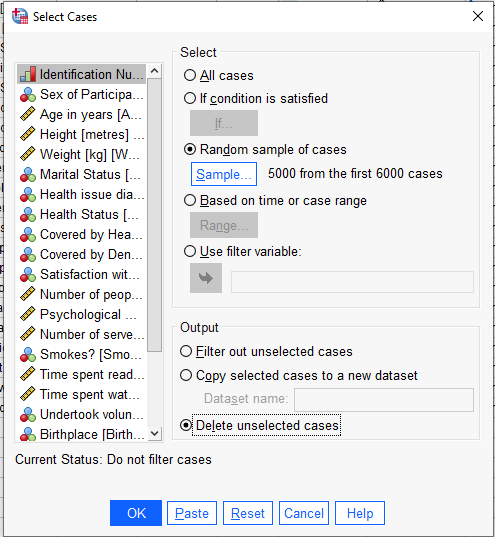 Select Cases
Identification Nu...
Sex of Participa...
Age in years [A...
Height [metres] ...
Weight [kg] [W...
Marital Status [...
Health issue dia...
Health Status [...
Covered by Hea...
Covered by Den...
Satisfaction wit...
Number of peop...
Psychological ...
Number of serve...
Smokes? [Smo...
Time spent read...
Time spent wat...
Undertook volun...
Birthplace [Birth...
Select
All cases
If condition is satisfied
If...
Random sample of cases
Sample... 5000 from the first 6000 cases
Based on time or case range
Range...
Use filter variable:
Output
Filter out unselected cases
Copy selected cases to a new dataset
Dataset name:
Delete unselected cases
Current Status: Do not filter cases
OK Paste Reset Cancel Help